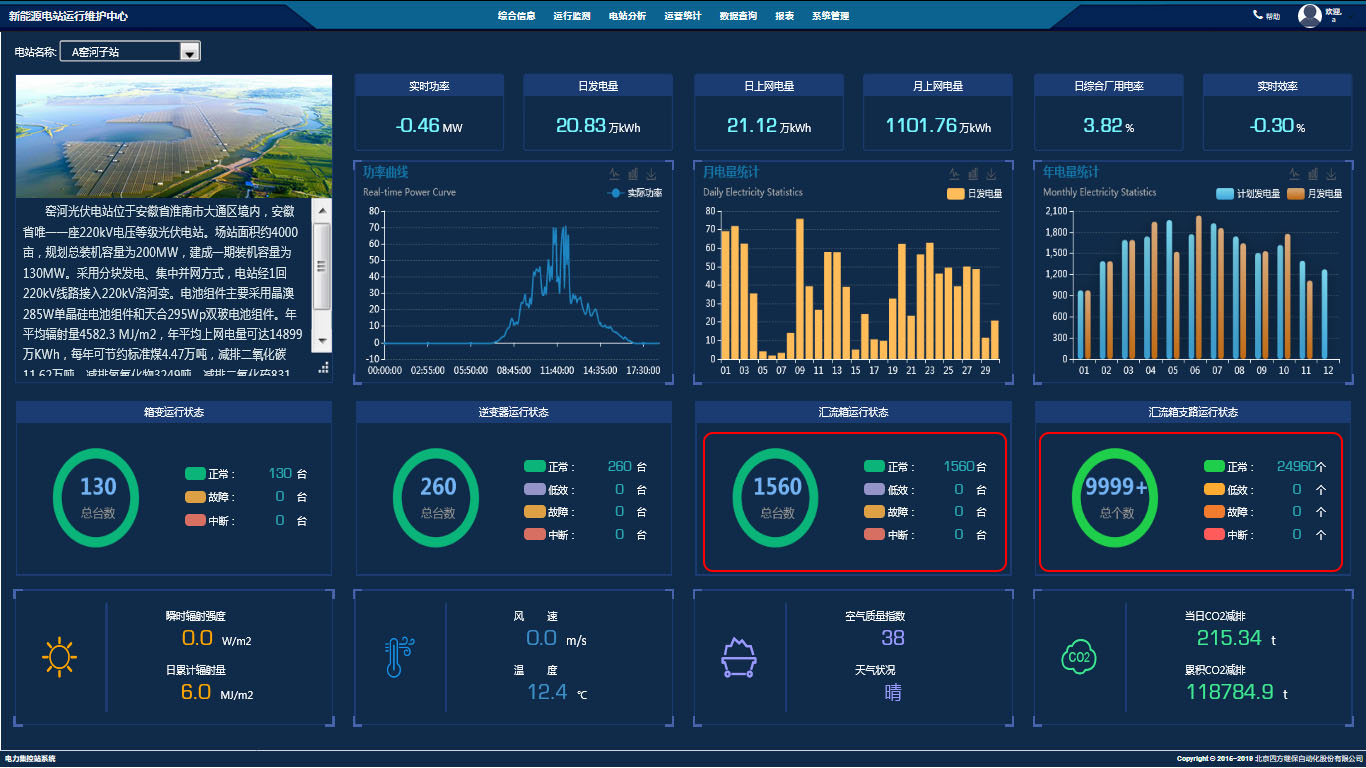 新能源电站运行维护中心
综合信息 运行监测 电站分析 运营统计 数据查询 报表 系统管理
帮助
欢迎,
a
电站名称: A窑河子站
窑河光伏电站位于安徽省淮南市大通区境内，安徽
省唯一一座220kV电压等级光伏电站。场站面积约4000
亩，规划总装机容量为200MW，建成一期装机容量为
130MW。采用分块发电、集中并网方式，电站经1回
220kV线路接入220kV洛河变。电池组件主要采用晶澳
285W单晶硅电池组件和天合295Wp双玻电池组件。年
平均辐射量4582.3 MJ/m2，年平均上网电量可达14899
万KWh，每年可节约标准煤4.47万吨，减排二氧化碳
11.62万吨，减排氮氧化物3249吨，减排二氧化硫831
实时功率
-0.46 MW
日发电量
20.83 万kWh
日上网电量
21.12 万kWh
月上网电量
1101.76 万kWh
日综合厂用电率
3.82 %
实时效率
-0.30 %
功率曲线
Real-time Power Curve
实际功率
80
70
60
50
40
30
20
10
0
-10
00:00:00 02:55:00 05:50:00 08:45:00 11:40:00 14:35:00 17:30:00
月电量统计
Daily Electricity Statistics
日发电量
80
70
60
50
40
30
20
10
0
01 03 05 07 09 11 13 15 17 19 21 23 25 27 29
年电量统计
Monthly Electricity Statistics
计划发电量 月发电量
2,100
1,800
1,500
1,200
900
600
300
0
01 02 03 04 05 06 07 08 09 10 11 12
箱变运行状态
130
总台数
正常： 130 台
故障： 0 台
中断： 0 台
逆变器运行状态
260
总台数
正常： 260 台
低效： 0 台
故障： 0 台
中断： 0 台
汇流箱运行状态
1560
总台数
正常： 1560 台
低效： 0 台
故障： 0 台
中断： 0 台
汇流箱支路运行状态
9999+
总个数
正常： 24960 个
低效： 0 个
故障： 0 个
中断： 0 个
瞬时辐射强度
0.0 W/m2
日累计辐射量
6.0 MJ/m2
风 速
0.0 m/s
温 度
12.4 ℃
空气质量指数
38
天气状况
晴
CO2
当日CO2减排
215.34 t
累积CO2减排
118784.9 t
电力集控站系统
Copyright © 2016-2019 北京四方继保自动化股份有限公司